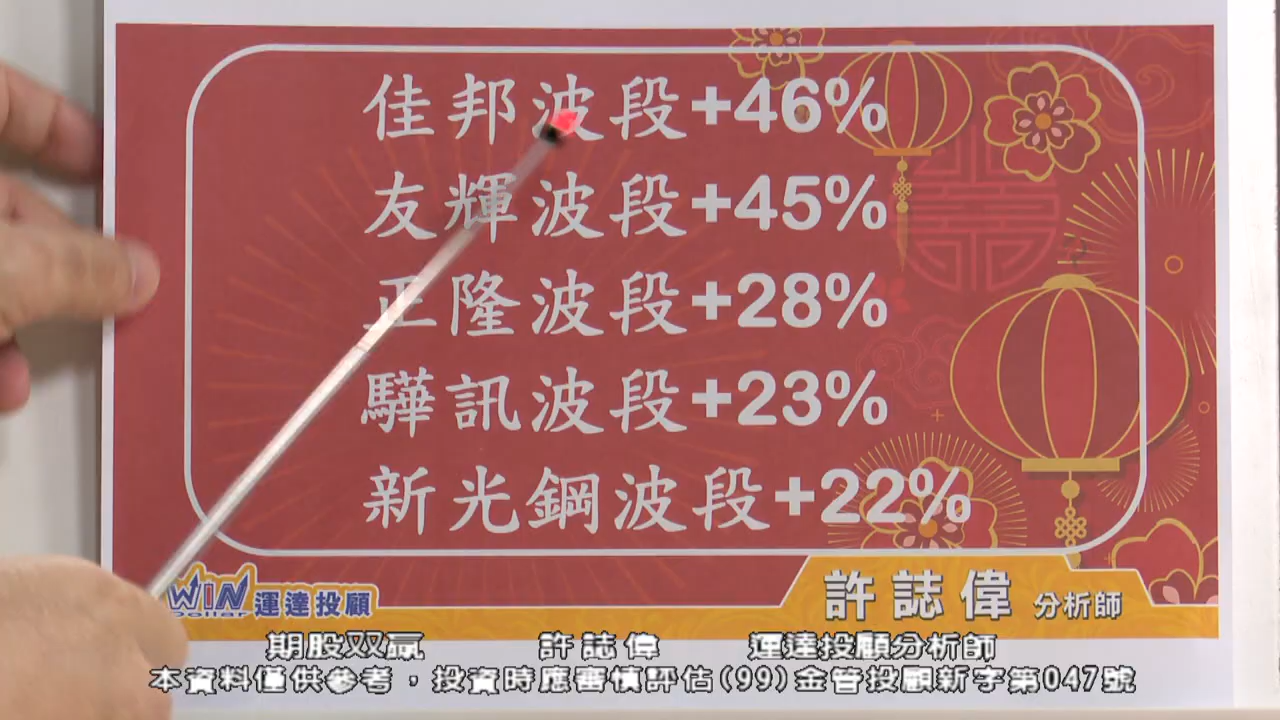 佳邦波段+46%
友輝波段+45%
正隆波段+28%
驊訊波段+23%
新光鋼波段+22%
WIN Dollar 運達投顧
許誌偉 分析師
期股双贏 許誌偉 運達投顧分析師
本資料僅供參考，投資時應審慎評估(99)金管投顧新字第047號